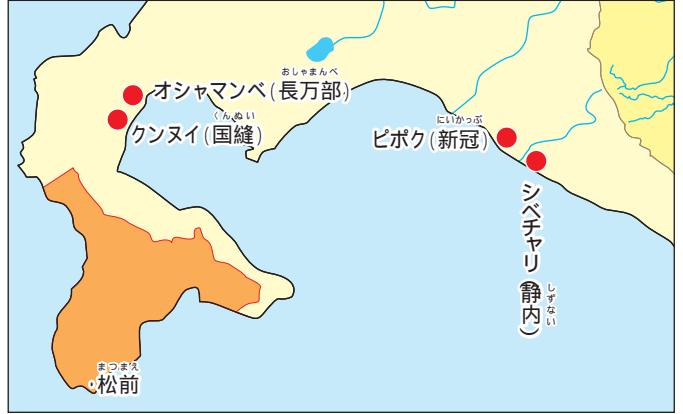 おしゃまんべ
オシャマンベ(長万部)
くんぬい
クンヌイ(国縫)
にいかっぷ
ピポク(新冠)
シベチャリ(静内)
しずない
まつまえ
・松前